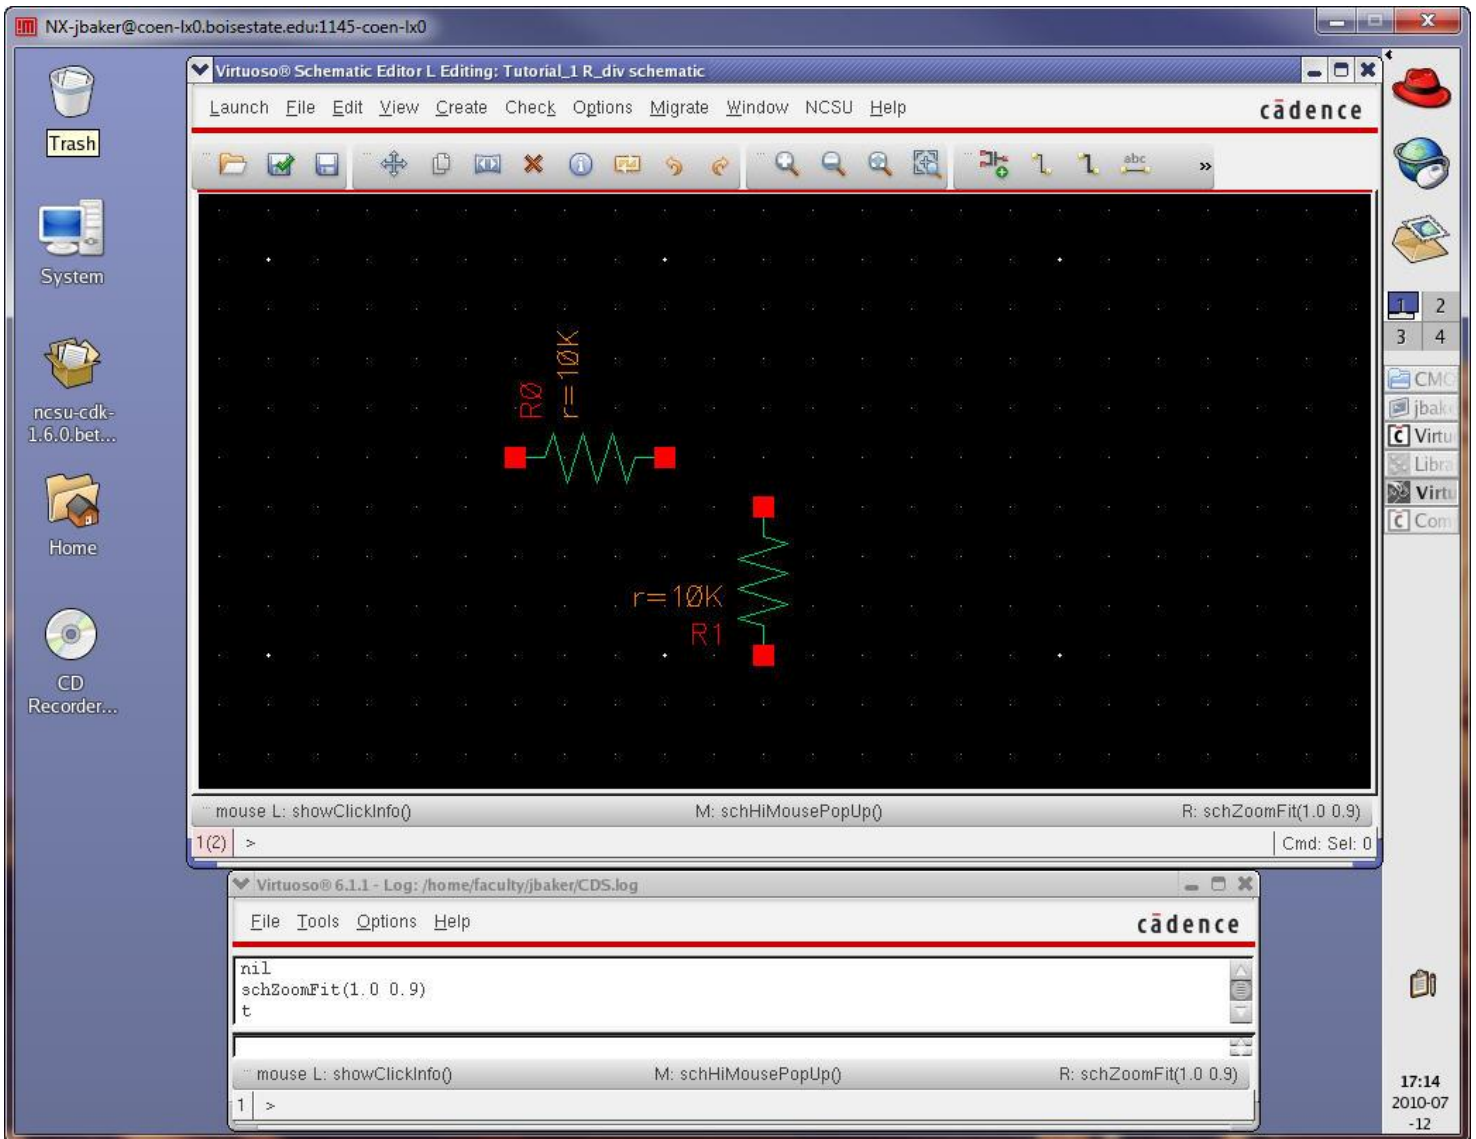 NX-jbaker@coen-lx0.boisestate.edu:1145-coen-lx0
Trash
System
ncsu-cdk-
1.6.0.bet...
Home
CD
Recorder...
Virtuoso® Schematic Editor L Editing: Tutorial_1 R_div schematic
Launch File Edit View Create Check Options Migrate Window NCSU Help
cādence
abc
»
R0
r=10K
r=10K
R1
mouse L: showClickInfo()
M: schHiMousePopUp()
R: schZoomFit(1.0 0.9)
1(2) >
Cmd: Sel: 0
Virtuoso® 6.1.1 - Log: /home/faculty/jbaker/CDS.log
File Tools Options Help
cādence
nil
schZoomFit(1.0 0.9)
t
mouse L: showClickInfo()
M: schHiMousePopUp()
R: schZoomFit(1.0 0.9)
1 >
1 2
3 4
CMO
jbake
Virtu
Libra
Virtu
Com
17:14
2010-07
-12